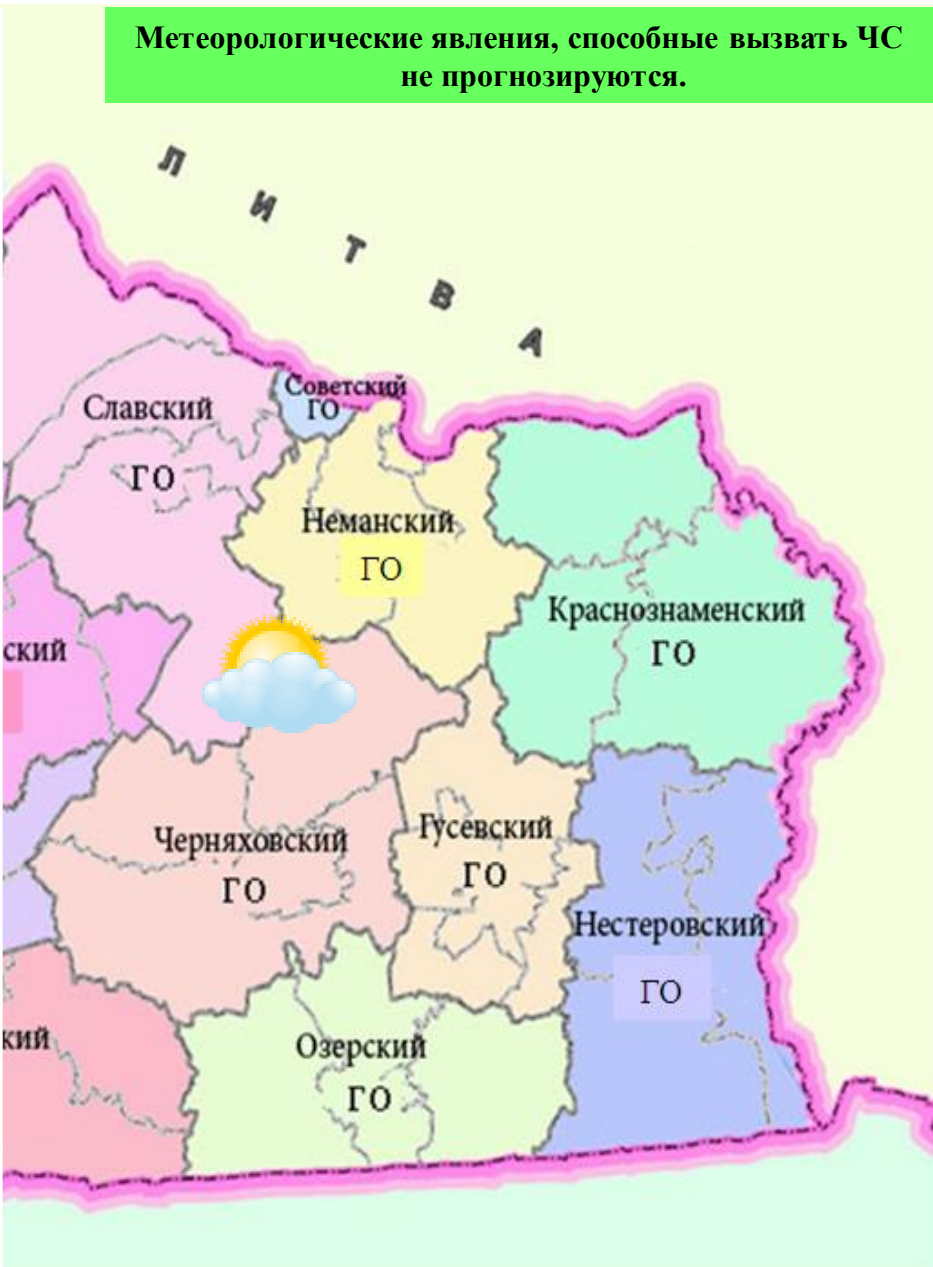 Метеорологические явления, способные вызвать ЧС
не прогнозируются.
ЛИТВА
Советский
ГО
Славский
ГО
Неманский
ГО
Краснознаменский
ГО
ский
Черняховский
ГО
Гусевский
ГО
Нестеровский
ГО
кий
Озерский
ГО